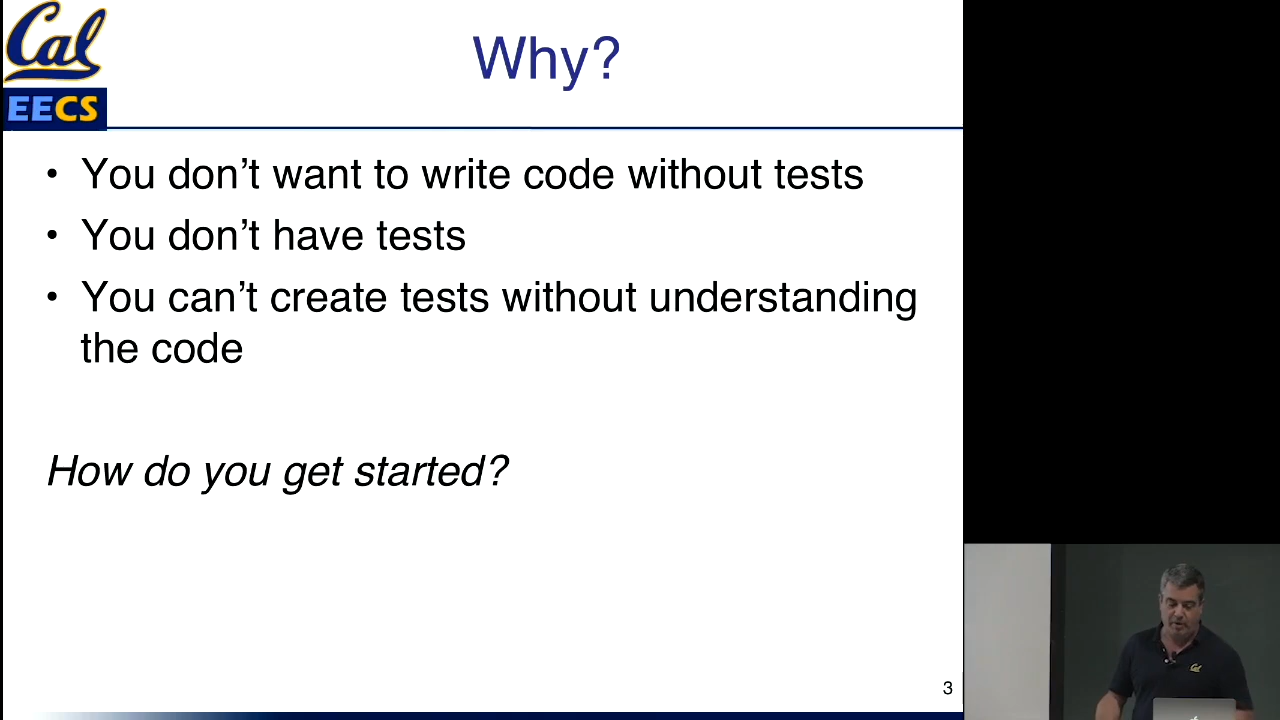 Cal
EECS
Why?
• You don’t want to write code without tests
• You don’t have tests
• You can’t create tests without understanding
the code
How do you get started?
3
Cal